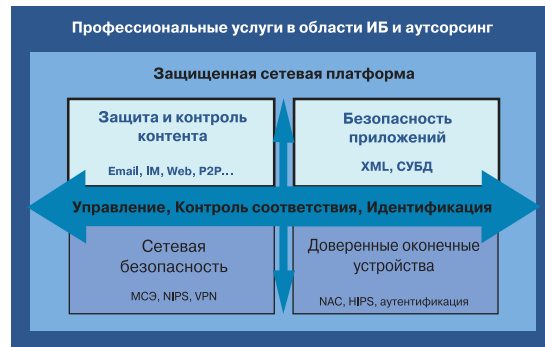 Профессиональные услуги в области ИБ и аутсорсинг
Защищенная сетевая платформа
Защита и контроль
контента
Email, IM, Web, P2P...
Безопасность
приложений
XML, СУБД
Управление, Контроль соответствия, Идентификация
Сетевая
безопасность
МСЭ, NIPS, VPN
Доверенные оконечные
устройства
NAC, HIPS, аутентификация